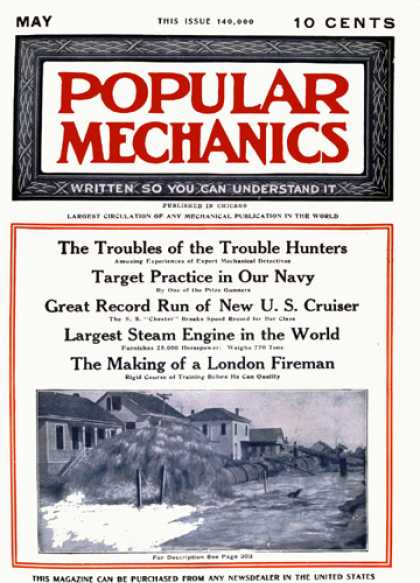 MAY THIS ISSUE 140,000 10 CENTS
POPULAR
MECHANICS
WRITTEN SO YOU CAN UNDERSTAND IT
PUBLISHED IN CHICAGO
LARGEST CIRCULATION OF ANY MECHANICAL PUBLICATION IN THE WORLD
The Troubles of the Trouble Hunters
Amusing Experiences of Expert Mechanical Detectives
Target Practice in Our Navy
By One of the Prize Gunners
Great Record Run of New U. S. Cruiser
The S. S. "Chester" Breaks Speed Record for Her Class
Largest Steam Engine in the World
Furnishes 25,000 Horsepower: Weighs 770 Tons
The Making of a London Fireman
Rigid Course of Training Before He Can Qualify
For Description See Page
THIS MAGAZINE CAN BE PURCHASED FROM ANY NEWSDEALER IN THE UNITED STATES